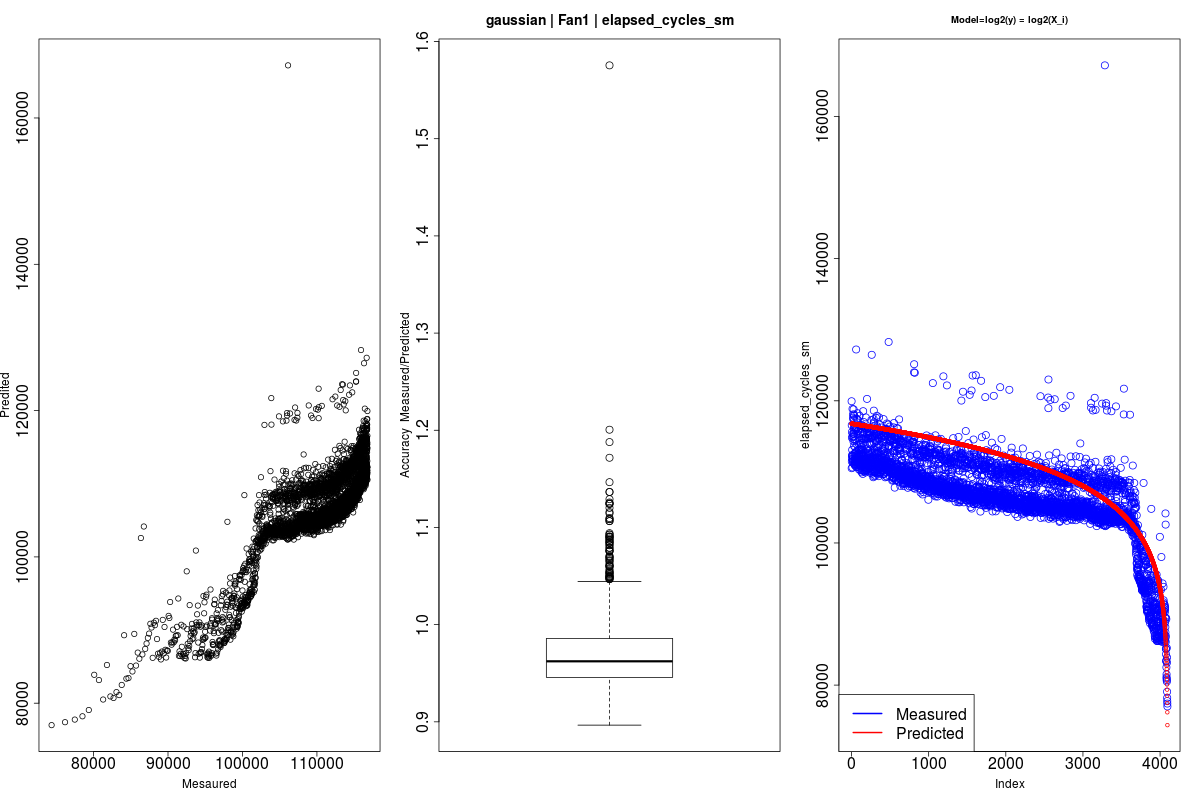 gaussian | Fan1 | elapsed_cycles_sm
Model=log2(y) = log2(X_i)
Predited
160000
140000
120000
100000
80000
80000 90000 100000 110000
Mesaured
Accuracy Measured/Predicted
1.6
1.5
1.4
1.3
1.2
1.1
1.0
0.9
elapsed_cycles_sm
160000
140000
120000
100000
80000
Measured
Predicted
0 1000 2000 3000 4000
Index